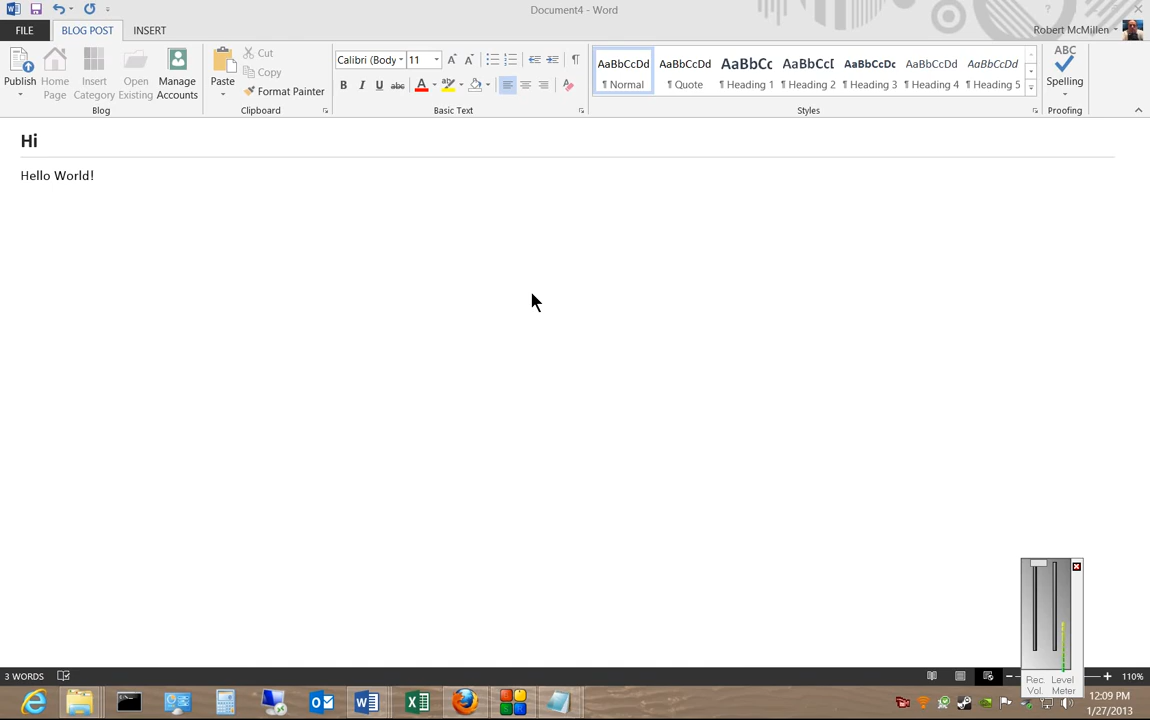 Document4 - Word
?
FILE
BLOG POST
INSERT
Robert McMillen
Publish
Home Page
Insert Category
Open Existing
Manage Accounts
Blog
Paste
Cut
Copy
Format Painter
Clipboard
Calibri (Body
11
B I U abc A
Basic Text
AaBbCcDd
¶ Normal
AaBbCcDd
¶ Quote
AaBbCc
¶ Heading 1
AaBbCcD
¶ Heading 2
AaBbCcDc
¶ Heading 3
AaBbCcDd
¶ Heading 4
AaBbCcDd
¶ Heading 5
Styles
ABC
Spelling
Proofing
Hi
Hello World!
Rec. Vol.
Level Meter
3 WORDS
110%
12:09 PM
1/27/2013